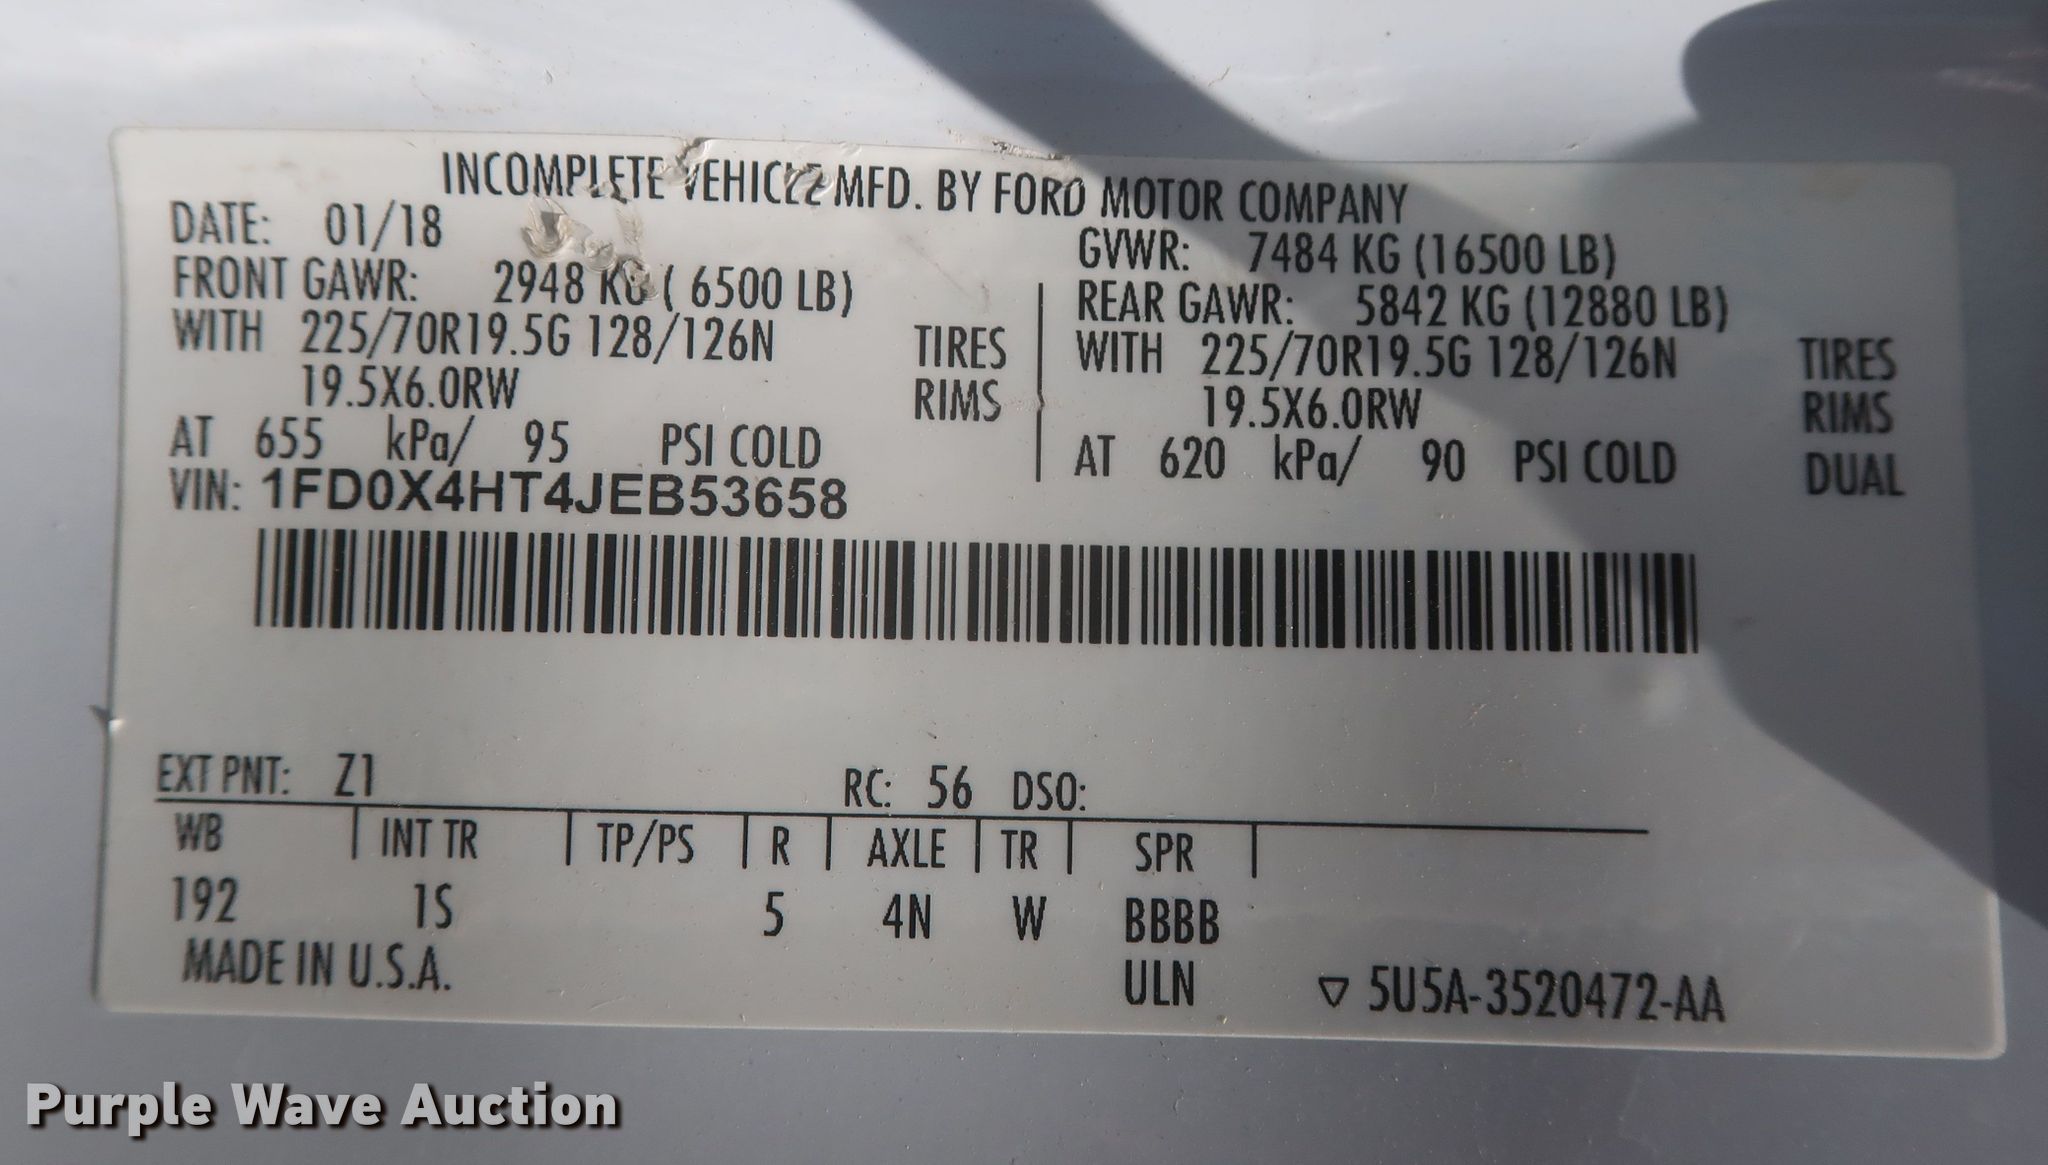 INCOMPLETE VEHICLE MFD. BY FORD MOTOR COMPANY
DATE: 01/18
GVWR: 7484 KG (16500 LB)
FRONT GAWR: 2948 KG ( 6500 LB)
REAR GAWR: 5842 KG (12880 LB)
WITH 225/70R19.5G 128/126N TIRES
WITH 225/70R19.5G 128/126N TIRES
19.5X6.0RW RIMS
19.5X6.0RW RIMS
AT 655 kPa/ 95 PSI COLD
AT 620 kPa/ 90 PSI COLD DUAL
VIN: 1FD0X4HT4JEB53658
EXT PNT: Z1 RC: 56 DSO:
WB INT TR TP/PS R AXLE TR SPR
192 1S 5 4N W BBBB
MADE IN U.S.A. ULN ▽ 5U5A-3520472-AA
Purple Wave Auction